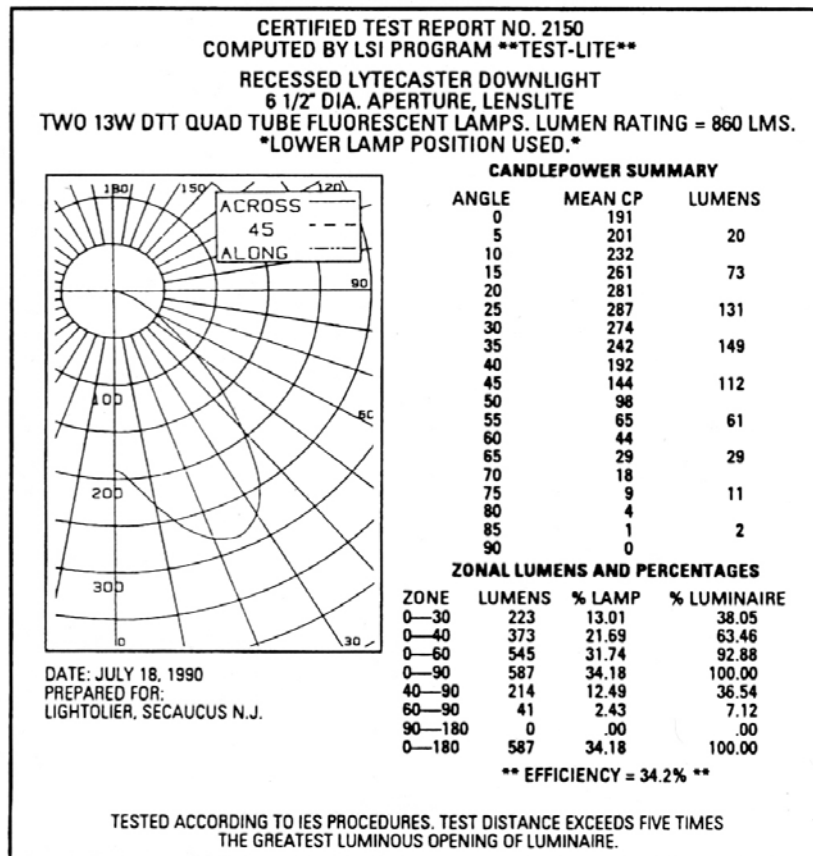 CERTIFIED TEST REPORT NO. 2150
COMPUTED BY LSI PROGRAM **TEST-LITE**
RECESSED LYTECASTER DOWNLIGHT
6 1/2" DIA. APERTURE, LENSLITE
TWO 13W DTT QUAD TUBE FLUORESCENT LAMPS. LUMEN RATING = 860 LMS.
*LOWER LAMP POSITION USED.*
180 150 120
ACROSS
45
ALONG
90
60
100
200
300
0 30
DATE: JULY 18, 1990
PREPARED FOR:
LIGHTOLIER, SECAUCUS N.J.
CANDLEPOWER SUMMARY
ANGLE MEAN CP LUMENS
0 191
5 201 20
10 232
15 261 73
20 281
25 287 131
30 274
35 242 149
40 192
45 144 112
50 98
55 65 61
60 44
65 29 29
70 18
75 9 11
80 4
85 1 2
90 0
ZONAL LUMENS AND PERCENTAGES
ZONE LUMENS % LAMP % LUMINAIRE
0—30 223 13.01 38.05
0—40 373 21.69 63.46
0—60 545 31.74 92.88
0—90 587 34.18 100.00
40—90 214 12.49 36.54
60—90 41 2.43 7.12
90—180 0 .00 .00
0—180 587 34.18 100.00
** EFFICIENCY = 34.2% **
TESTED ACCORDING TO IES PROCEDURES. TEST DISTANCE EXCEEDS FIVE TIMES
THE GREATEST LUMINOUS OPENING OF LUMINAIRE.